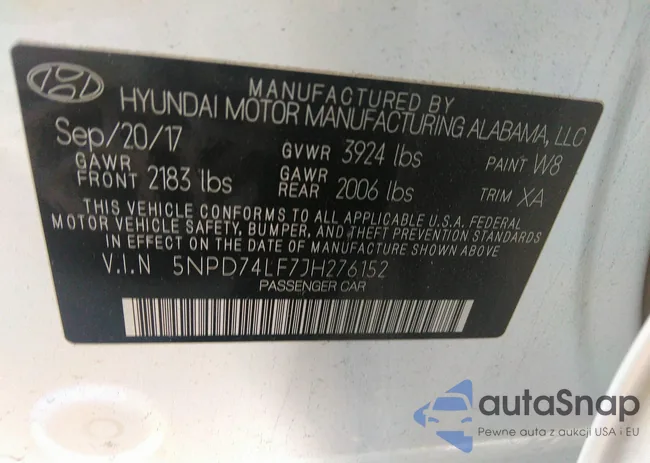 MANUFACTURED BY
HYUNDAI MOTOR MANUFACTURING ALABAMA, LLC
Sep/20/17 GVWR 3924 lbs PAINT W8
GAWR FRONT 2183 lbs GAWR REAR 2006 lbs TRIM XA
THIS VEHICLE CONFORMS TO ALL APPLICABLE U.S.A. FEDERAL
MOTOR VEHICLE SAFETY, BUMPER, AND THEFT PREVENTION STANDARDS
IN EFFECT ON THE DATE OF MANUFACTURE SHOWN ABOVE.
V.I.N 5NPD74LF7JH276152
PASSENGER CAR
autoSnap
Pewne auta z aukcji USA i EU